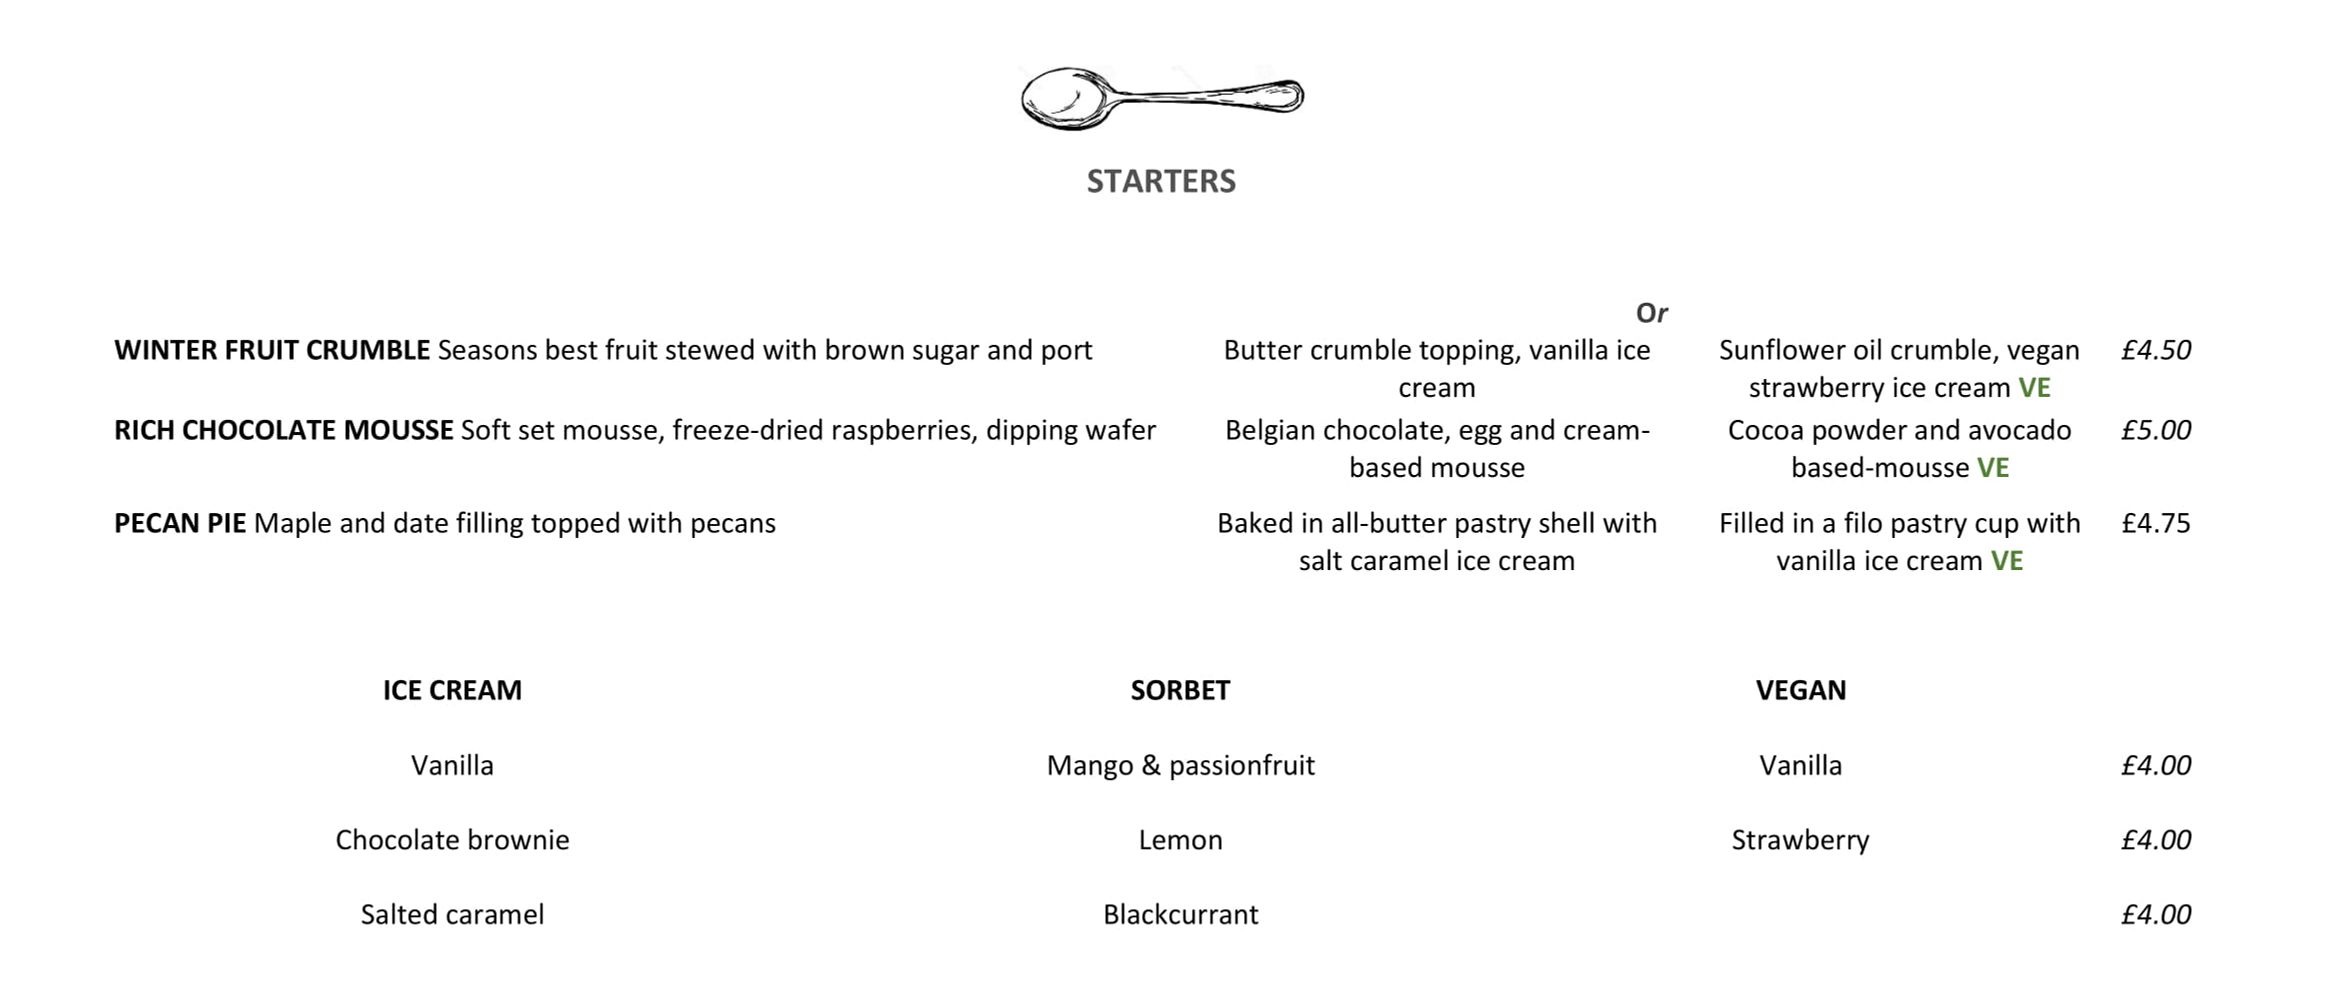 STARTERS
Or
WINTER FRUIT CRUMBLE Seasons best fruit stewed with brown sugar and port
Butter crumble topping, vanilla ice
cream
Sunflower oil crumble, vegan
strawberry ice cream VE
£4.50
RICH CHOCOLATE MOUSSE Soft set mousse, freeze-dried raspberries, dipping wafer
Belgian chocolate, egg and cream-
based mousse
Cocoa powder and avocado
based-mousse VE
£5.00
PECAN PIE Maple and date filling topped with pecans
Baked in all-butter pastry shell with
salt caramel ice cream
Filled in a filo pastry cup with
vanilla ice cream VE
£4.75
ICE CREAM SORBET VEGAN
Vanilla Mango & passionfruit Vanilla £4.00
Chocolate brownie Lemon Strawberry £4.00
Salted caramel Blackcurrant £4.00